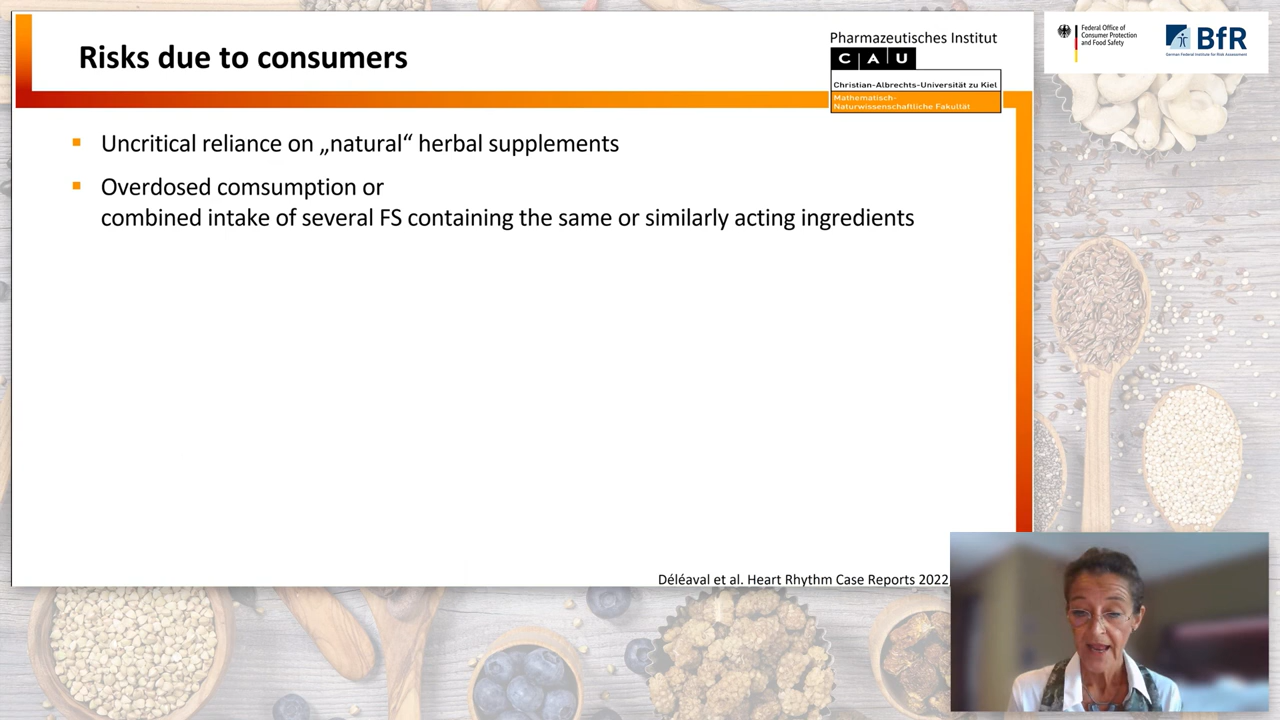 Risks due to consumers
Pharmazeutisches Institut
C A U
Christian-Albrechts-Universität zu Kiel
Mathematisch-
Naturwissenschaftliche Fakultät
Federal Office of
Consumer Protection
and Food Safety
BfR
German Federal Institute for Risk Assessment
Uncritical reliance on „natural“ herbal supplements
Overdosed comsumption or
combined intake of several FS containing the same or similarly acting ingredients
Déléaval et al. Heart Rhythm Case Reports 2022